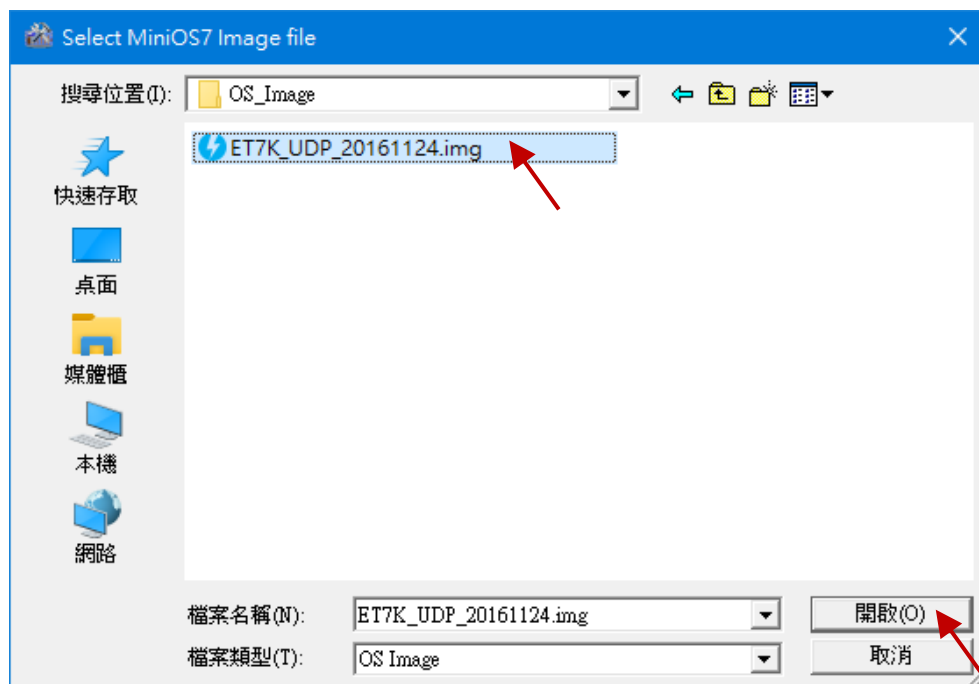 Select MiniOS7 Image file
搜尋位置(I): OS_Image
ET7K_UDP_20161124.img
快速存取
桌面
媒體櫃
本機
網路
檔案名稱(N): ET7K_UDP_20161124.img 開啟(O)
檔案類型(T): OS Image 取消